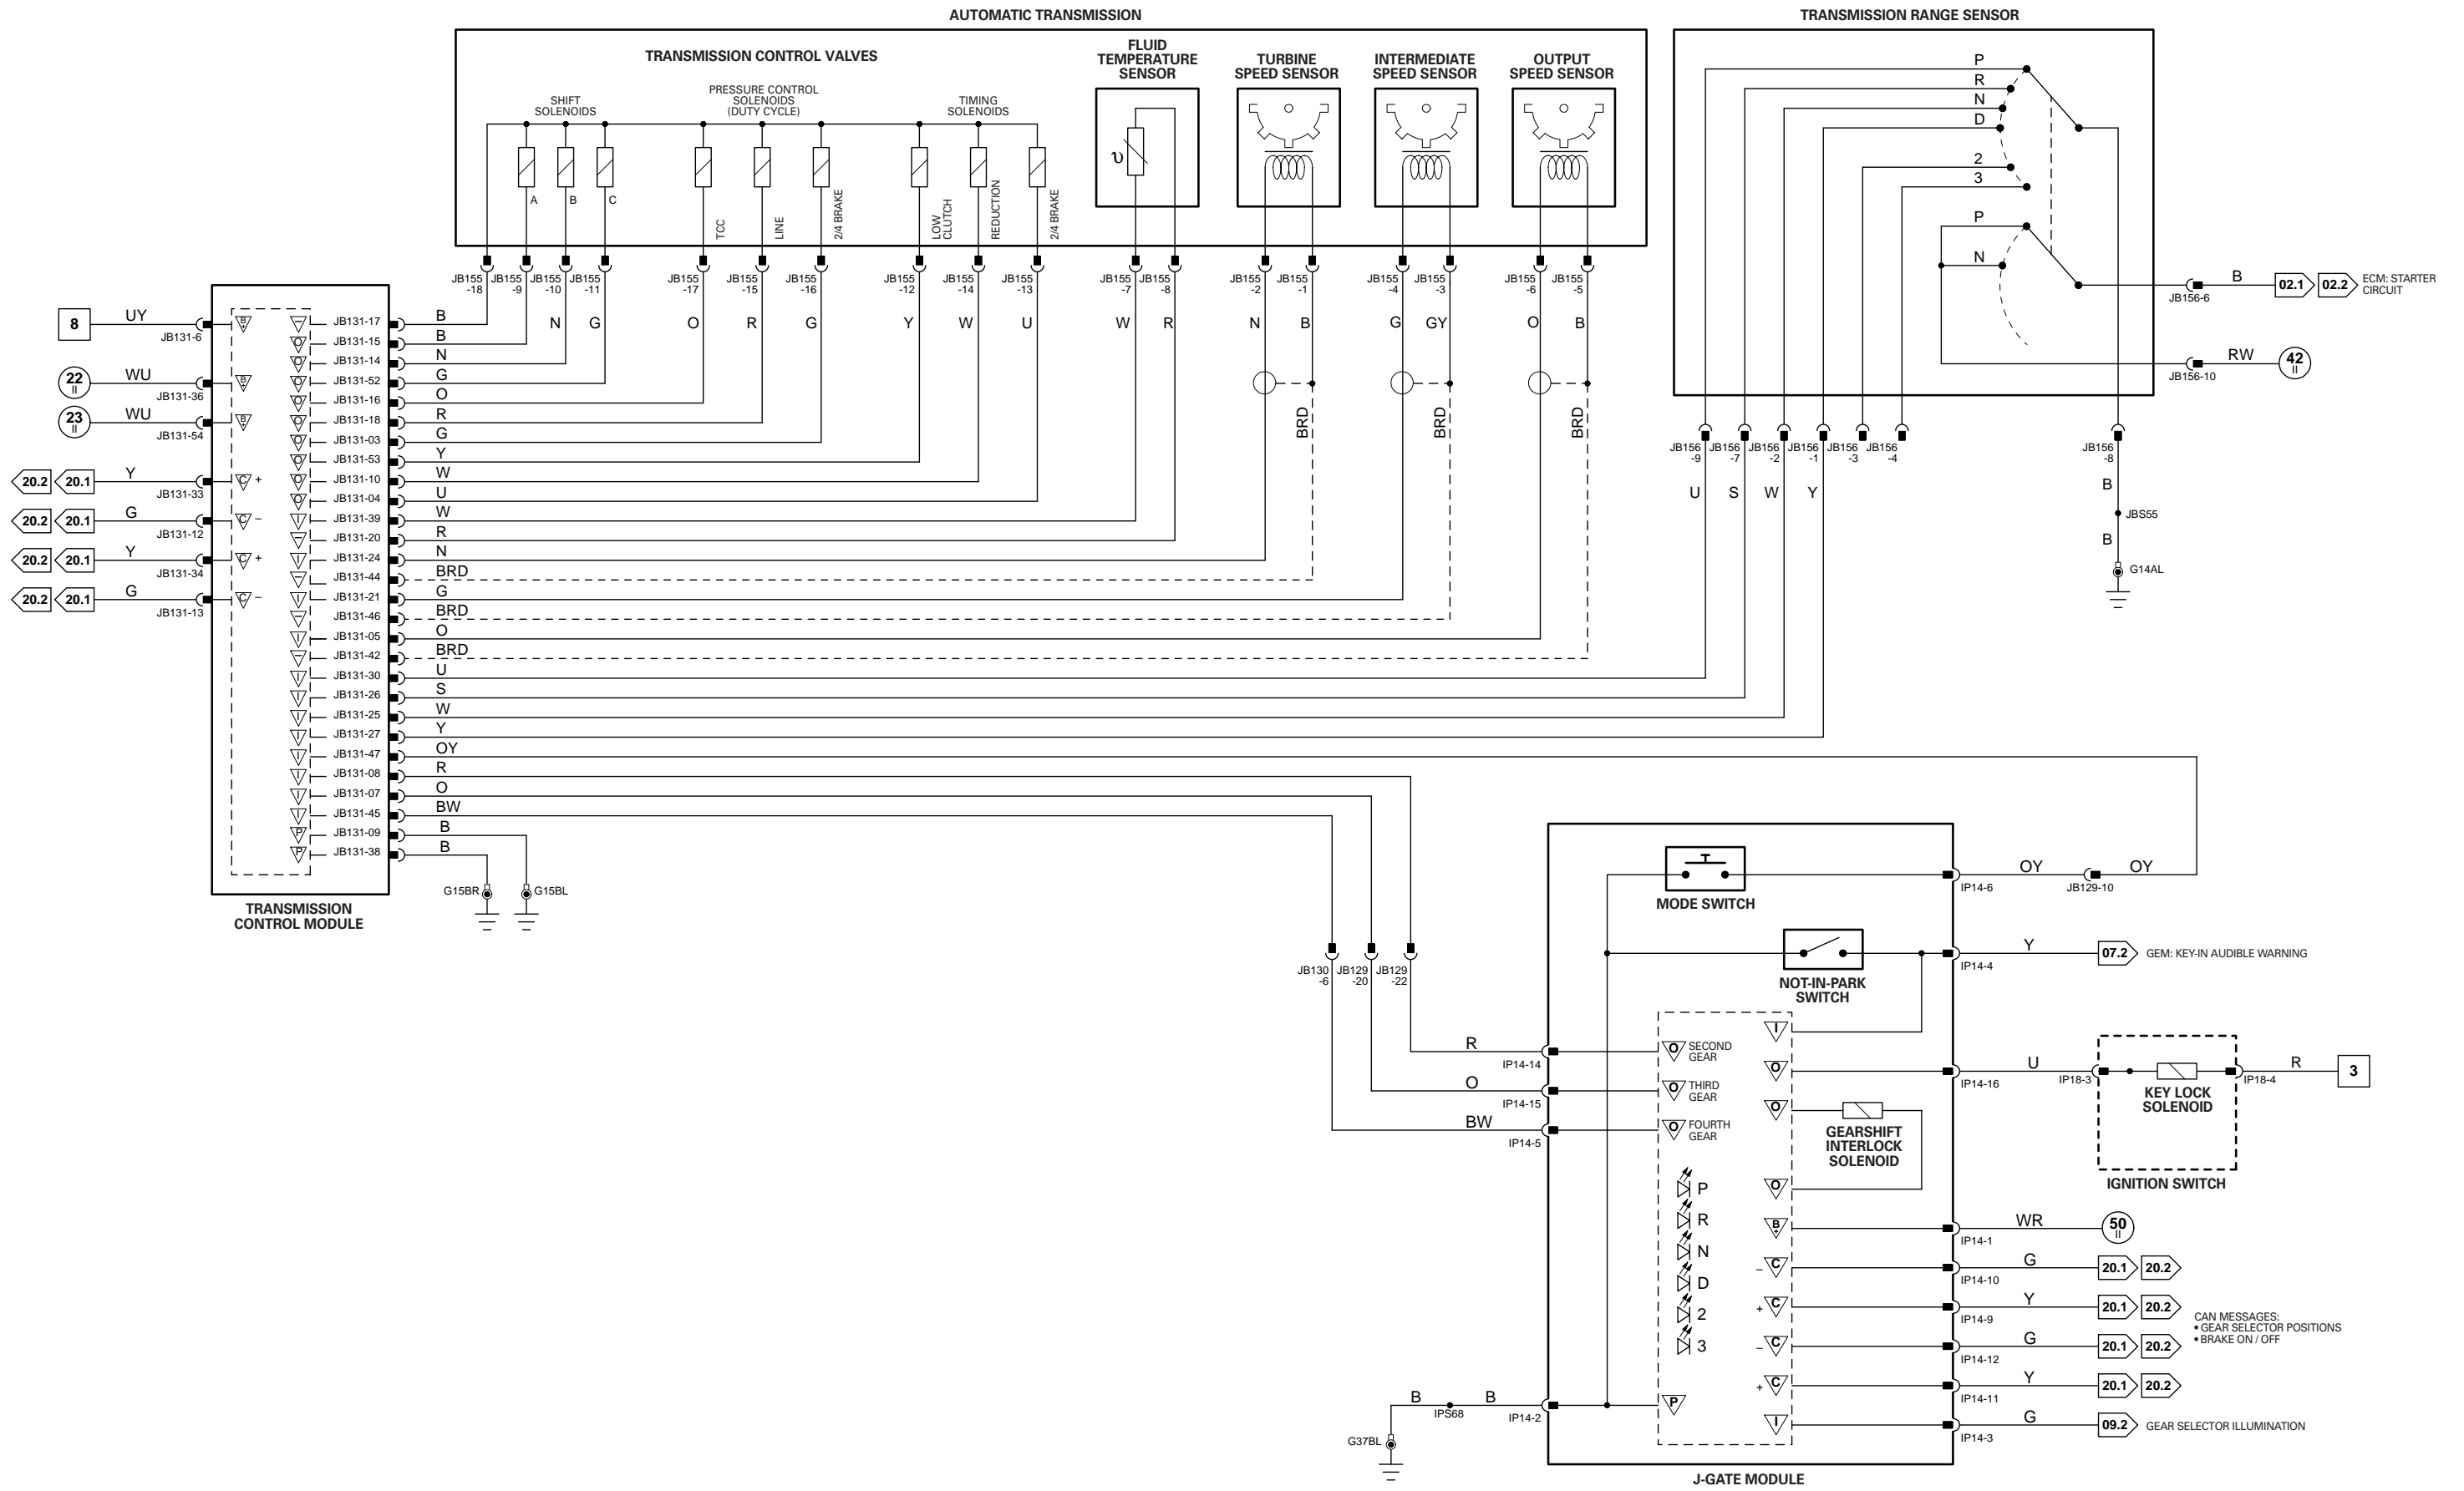 AUTOMATIC TRANSMISSION
TRANSMISSION RANGE SENSOR
TRANSMISSION CONTROL VALVES
FLUID
TEMPERATURE
SENSOR
TURBINE
SPEED SENSOR
INTERMEDIATE
SPEED SENSOR
OUTPUT
SPEED SENSOR
SHIFT
SOLENOIDS
PRESSURE CONTROL
SOLENOIDS
(DUTY CYCLE)
TIMING
SOLENOIDS
A
B
C
TCC
LINE
2/4 BRAKE
LOW
CLUTCH
REDUCTION
2/4 BRAKE
υ
P
R
N
D
2
3
P
N
JB155
-18
JB155
-9
JB155
-10
JB155
-11
JB155
-17
JB155
-15
JB155
-16
JB155
-12
JB155
-14
JB155
-13
JB155
-7
JB155
-8
JB155
-2
JB155
-1
JB155
-4
JB155
-3
JB155
-6
JB155
-5
N G O R G Y W U W R N B G GY O B
BRD
BRD
BRD
JB156-6
B
02.1 02.2
ECM: STARTER
CIRCUIT
JB156-10
RW
42
II
JB156
-9
JB156
-7
JB156
-2
JB156
-1
JB156
-3
JB156
-4
JB156
-8
U S W Y
B
JBS55
B
G14AL
8 UY JB131-6
22
II
WU JB131-36
23
II
WU JB131-54
20.2 20.1 Y JB131-33
20.2 20.1 G JB131-12
20.2 20.1 Y JB131-34
20.2 20.1 G JB131-13
B+
B+
B+
C +
C –
C +
C –
– JB131-17 B
O JB131-15 B
O JB131-14 N
O JB131-52 G
O JB131-16 O
O JB131-18 R
O JB131-03 G
O JB131-53 Y
O JB131-10 W
O JB131-04 U
I JB131-39 W
– JB131-20 R
I JB131-24 N
– JB131-44 BRD
I JB131-21 G
– JB131-46 BRD
I JB131-05 O
– JB131-42 BRD
I JB131-30 U
I JB131-26 S
I JB131-25 W
I JB131-27 Y
I JB131-47 OY
I JB131-08 R
I JB131-07 O
I JB131-45 BW
P JB131-09 B
P JB131-38 B
G15BR
G15BL
TRANSMISSION
CONTROL MODULE
JB130
-6
JB129
-20
JB129
-22
MODE SWITCH
IP14-6
OY
JB129-10
OY
NOT-IN-PARK
SWITCH
IP14-4
Y
07.2
GEM: KEY-IN AUDIBLE WARNING
R
IP14-14
O
SECOND
GEAR
O
IP14-15
O
THIRD
GEAR
BW
IP14-5
O
FOURTH
GEAR
I
O
O
GEARSHIFT
INTERLOCK
SOLENOID
O
IP14-16
U
IP18-3
KEY LOCK
SOLENOID
IP18-4
R
3
IGNITION SWITCH
P
R
N
D
2
3
B+
IP14-1
WR
50
II
– C
IP14-10
G
20.1 20.2
+ C
IP14-9
Y
20.1 20.2
– C
IP14-12
G
20.1 20.2
+ C
IP14-11
Y
20.1 20.2
CAN MESSAGES:
• GEAR SELECTOR POSITIONS
• BRAKE ON / OFF
I
IP14-3
G
09.2
GEAR SELECTOR ILLUMINATION
B
IPS68
B
IP14-2
P
G37BL
J-GATE MODULE